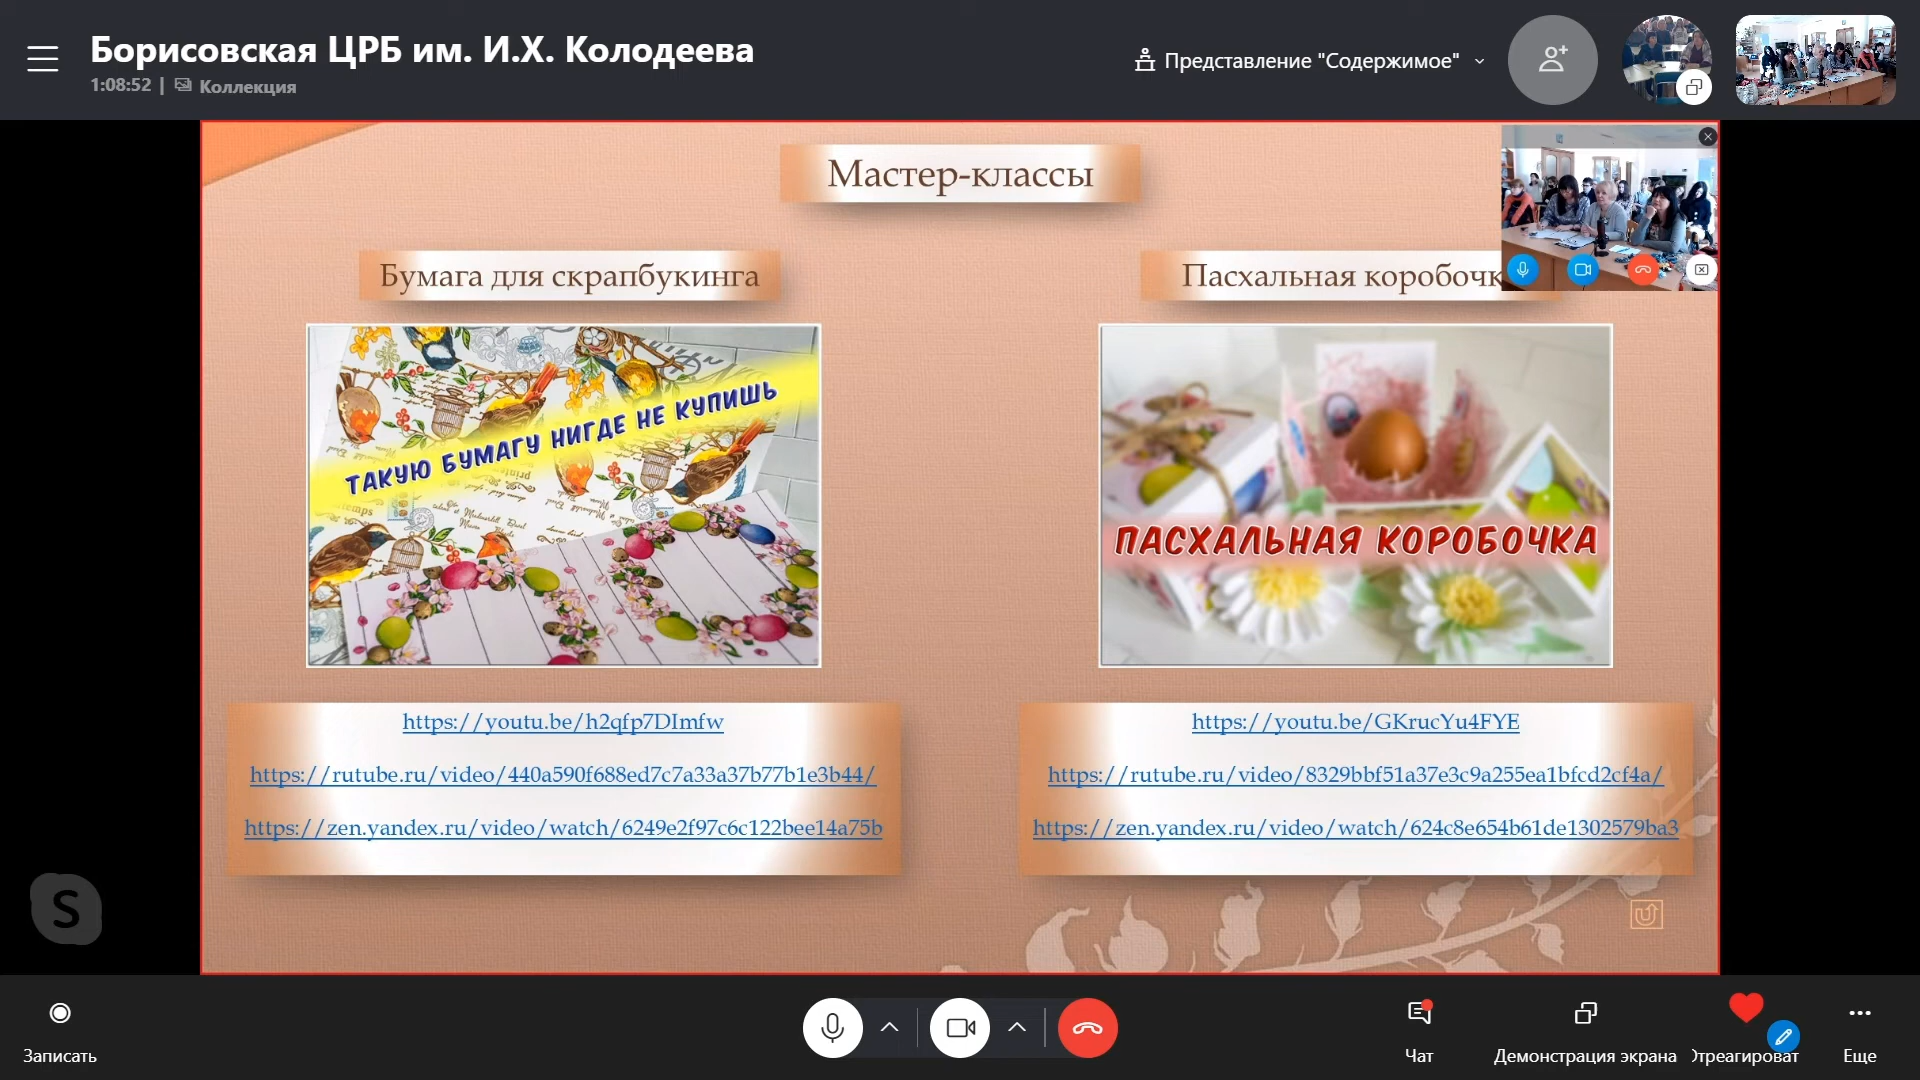 Борисовская ЦРБ им. И.Х. Колодеева
1:08:52 | Коллекция
Представление "Содержимое"
Мастер-классы
Бумага для скрапбукинга
Пасхальная коробочк
ТАКУЮ БУМАГУ НИГДЕ НЕ КУПИШЬ
ПАСХАЛЬНАЯ КОРОБОЧКА
https://youtu.be/h2qfp7DImfw
https://rutube.ru/video/440a590f688ed7c7a33a37b77b1e3b44/
https://zen.yandex.ru/video/watch/6249e2f97c6c122bee14a75b
https://youtu.be/GKrucYu4FYE
https://rutube.ru/video/8329bbf51a37e3c9a255ea1bfcd2cf4a/
https://zen.yandex.ru/video/watch/624c8e654b61de1302579ba3
S
Записать
Чат
Демонстрация экрана
Отреагироват
Еще